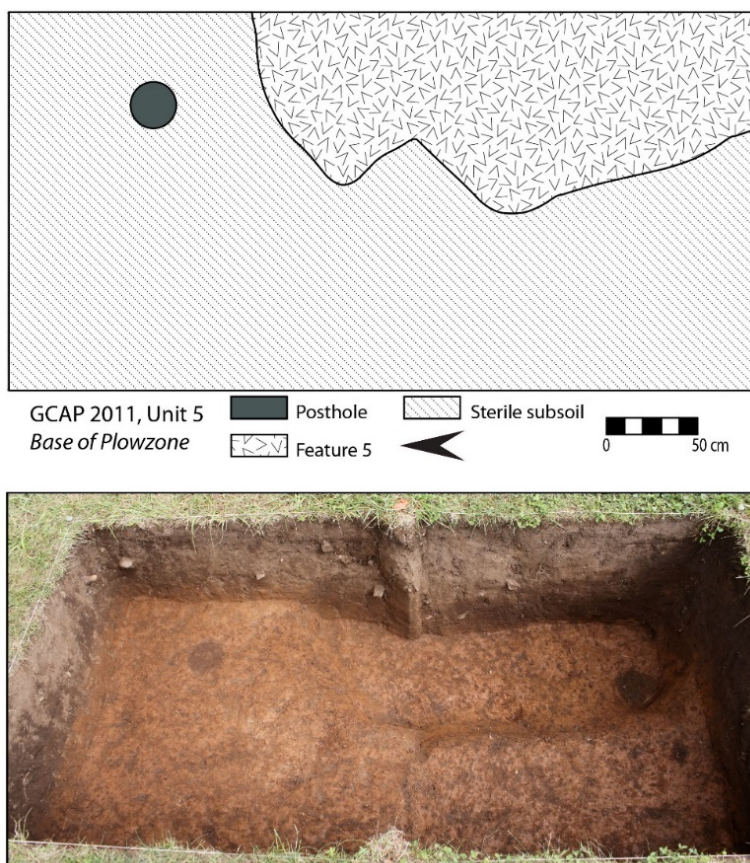 GCAP 2011, Unit 5
Base of Plowzone
Posthole
Sterile subsoil
Feature 5
0 50 cm